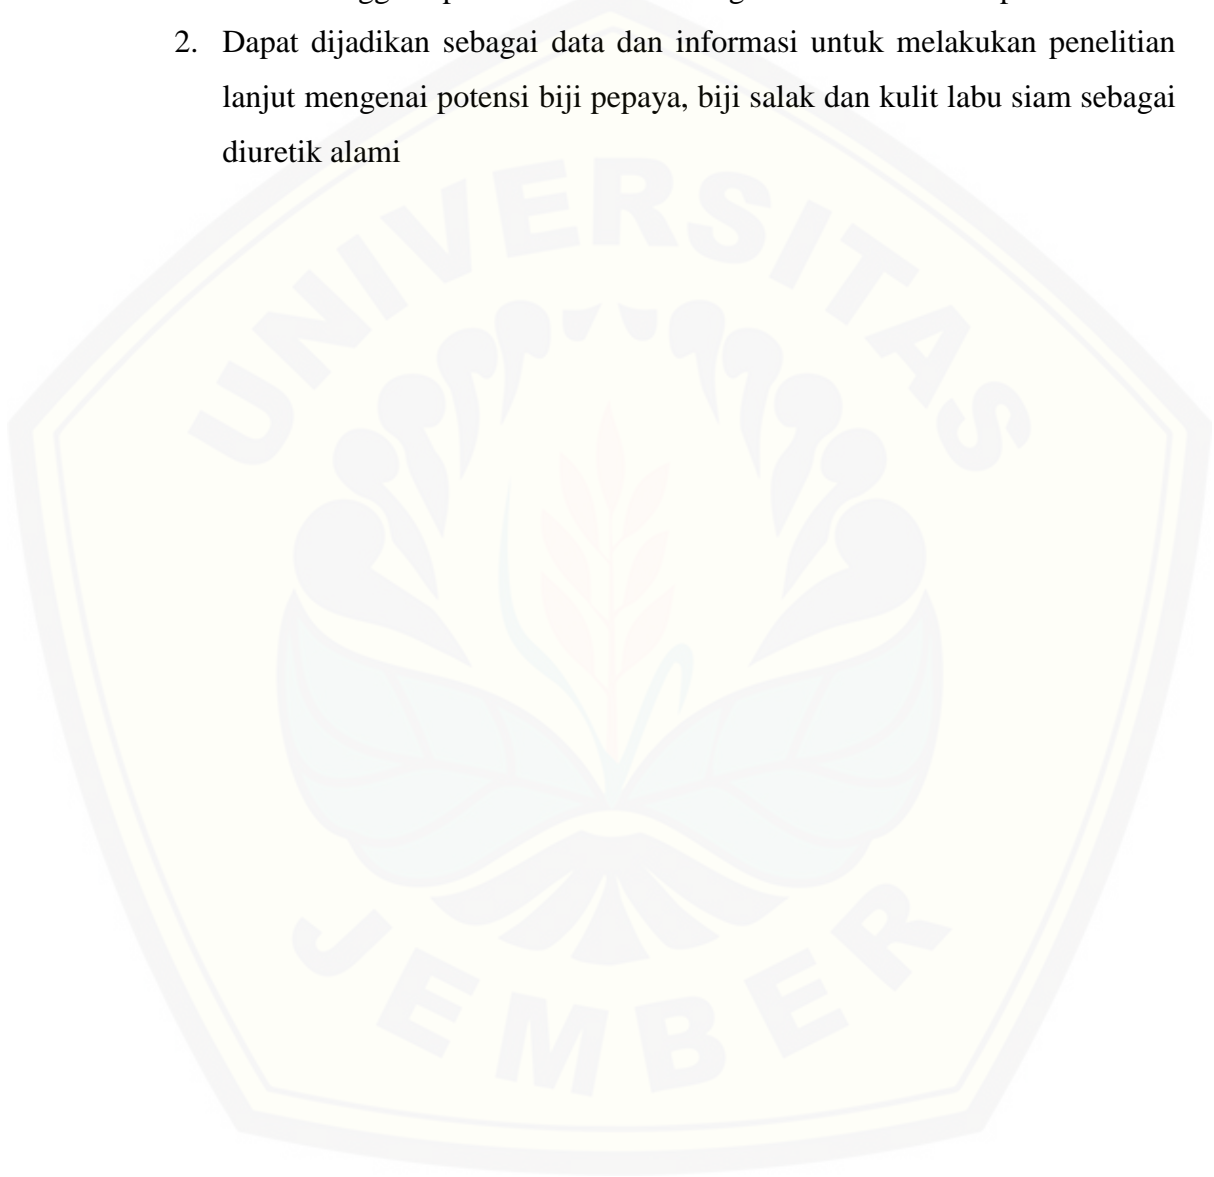 2. Dapat dijadikan sebagai data dan informasi untuk melakukan penelitian
lanjut mengenai potensi biji pepaya, biji salak dan kulit labu siam sebagai
diuretik alami
UNIVERSITAS
JEMBER